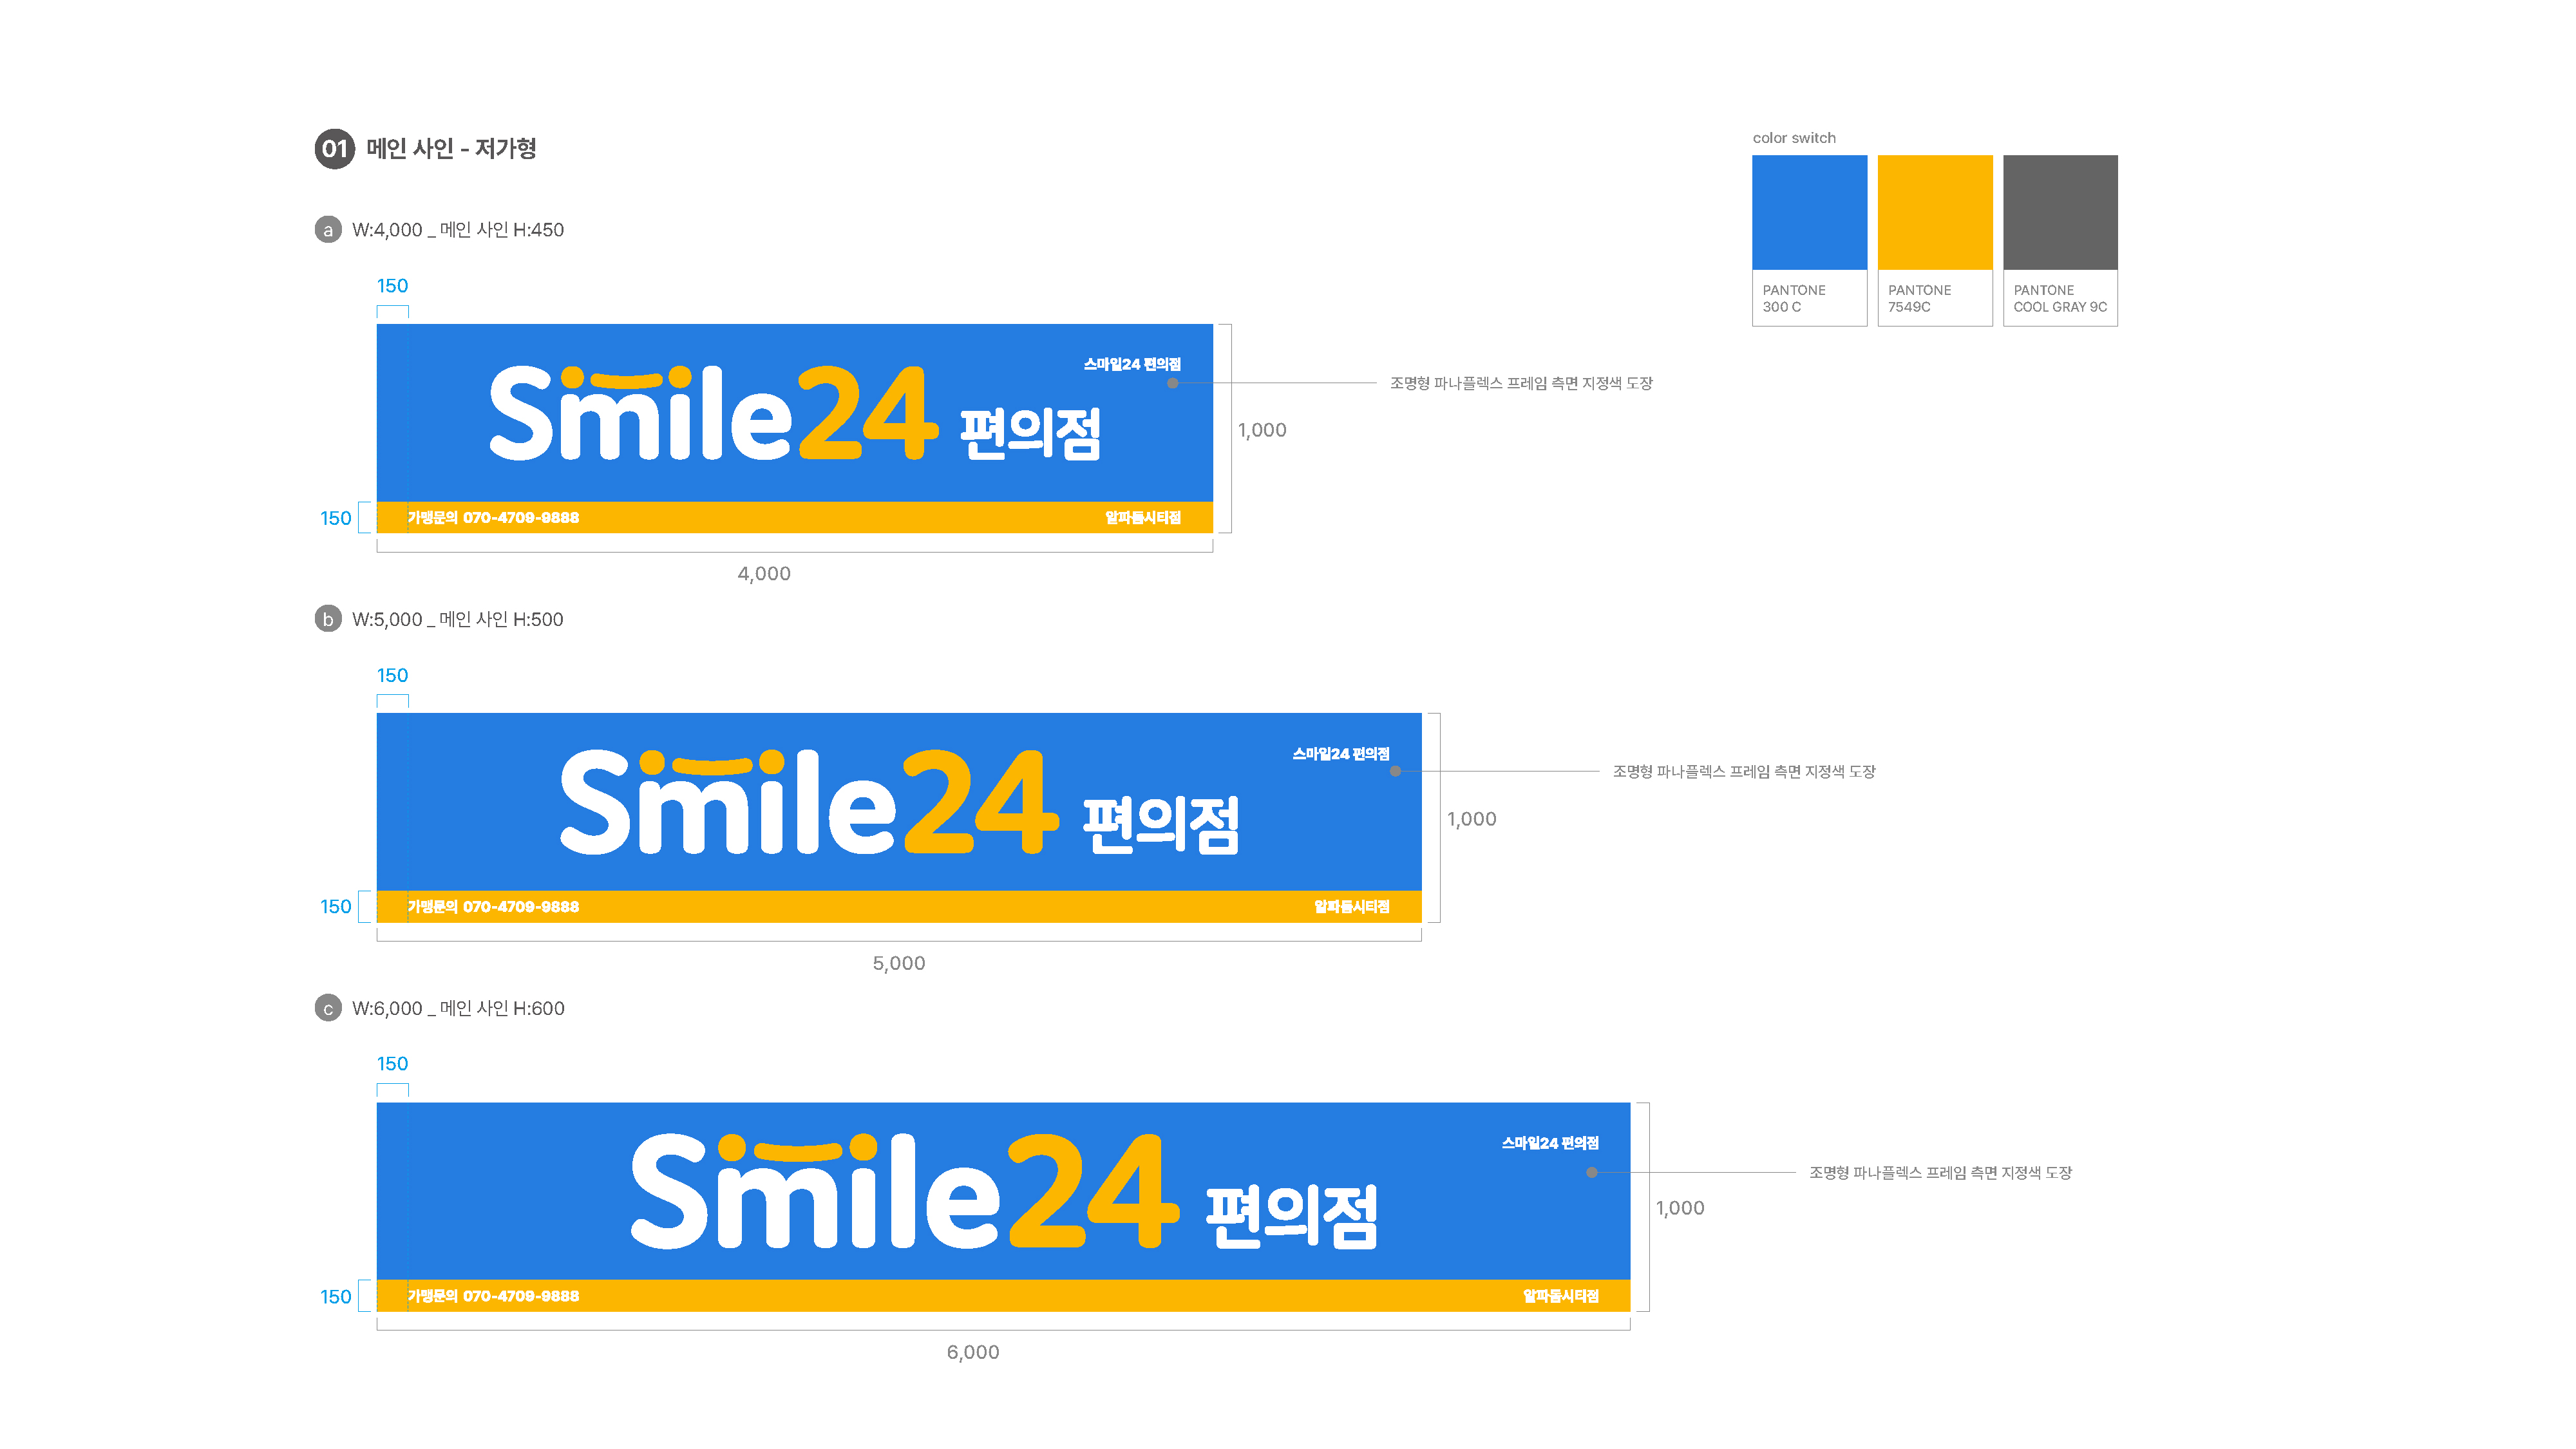 01 메인 사인 - 저가형
color switch
PANTONE
300 C
PANTONE
7549C
PANTONE
COOL GRAY 9C
a W:4,000 _ 메인 사인 H:450
150
스마일24 편의점
조명형 파나플렉스 프레임 측면 지정색 도장
Smile24 편의점
1,000
150
가맹문의 070-4709-9888
알파돔시티점
4,000
b W:5,000 _ 메인 사인 H:500
150
스마일24 편의점
조명형 파나플렉스 프레임 측면 지정색 도장
Smile24 편의점
1,000
150
가맹문의 070-4709-9888
알파돔시티점
5,000
c W:6,000 _ 메인 사인 H:600
150
스마일24 편의점
조명형 파나플렉스 프레임 측면 지정색 도장
Smile24 편의점
1,000
150
가맹문의 070-4709-9888
알파돔시티점
6,000